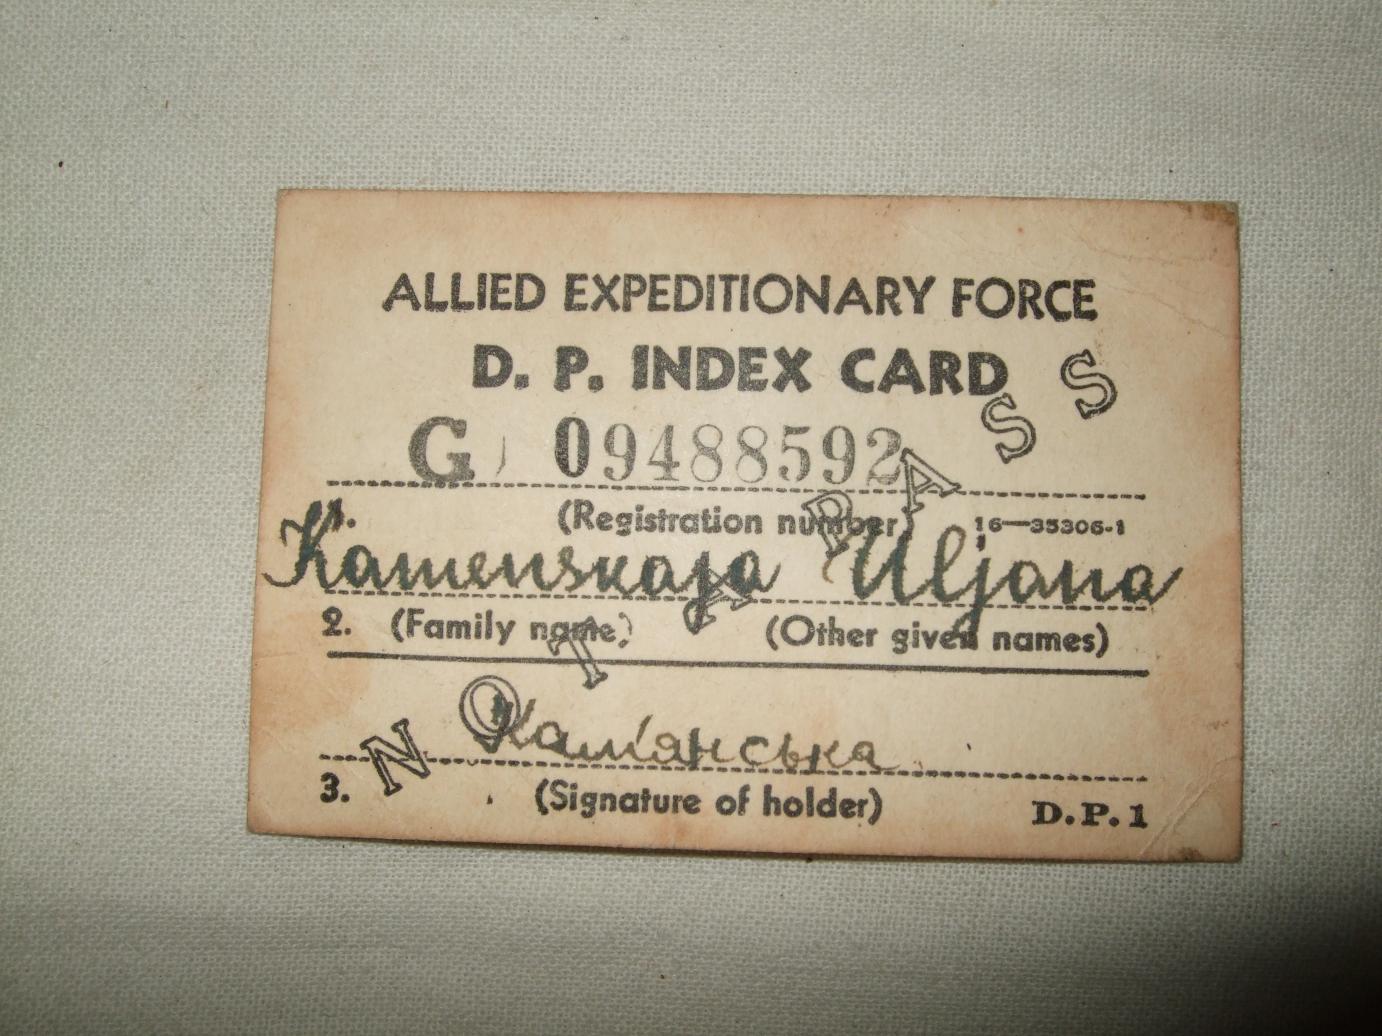 ALLIED EXPEDITIONARY FORCE
D. P. INDEX CARD
G 09488592
1. (Registration number) 16—35306-1
Kamenskaja Uljana
2. (Family name) (Other given names)
Кам'янська
3. (Signature of holder) D.P.1
NOT A PASS